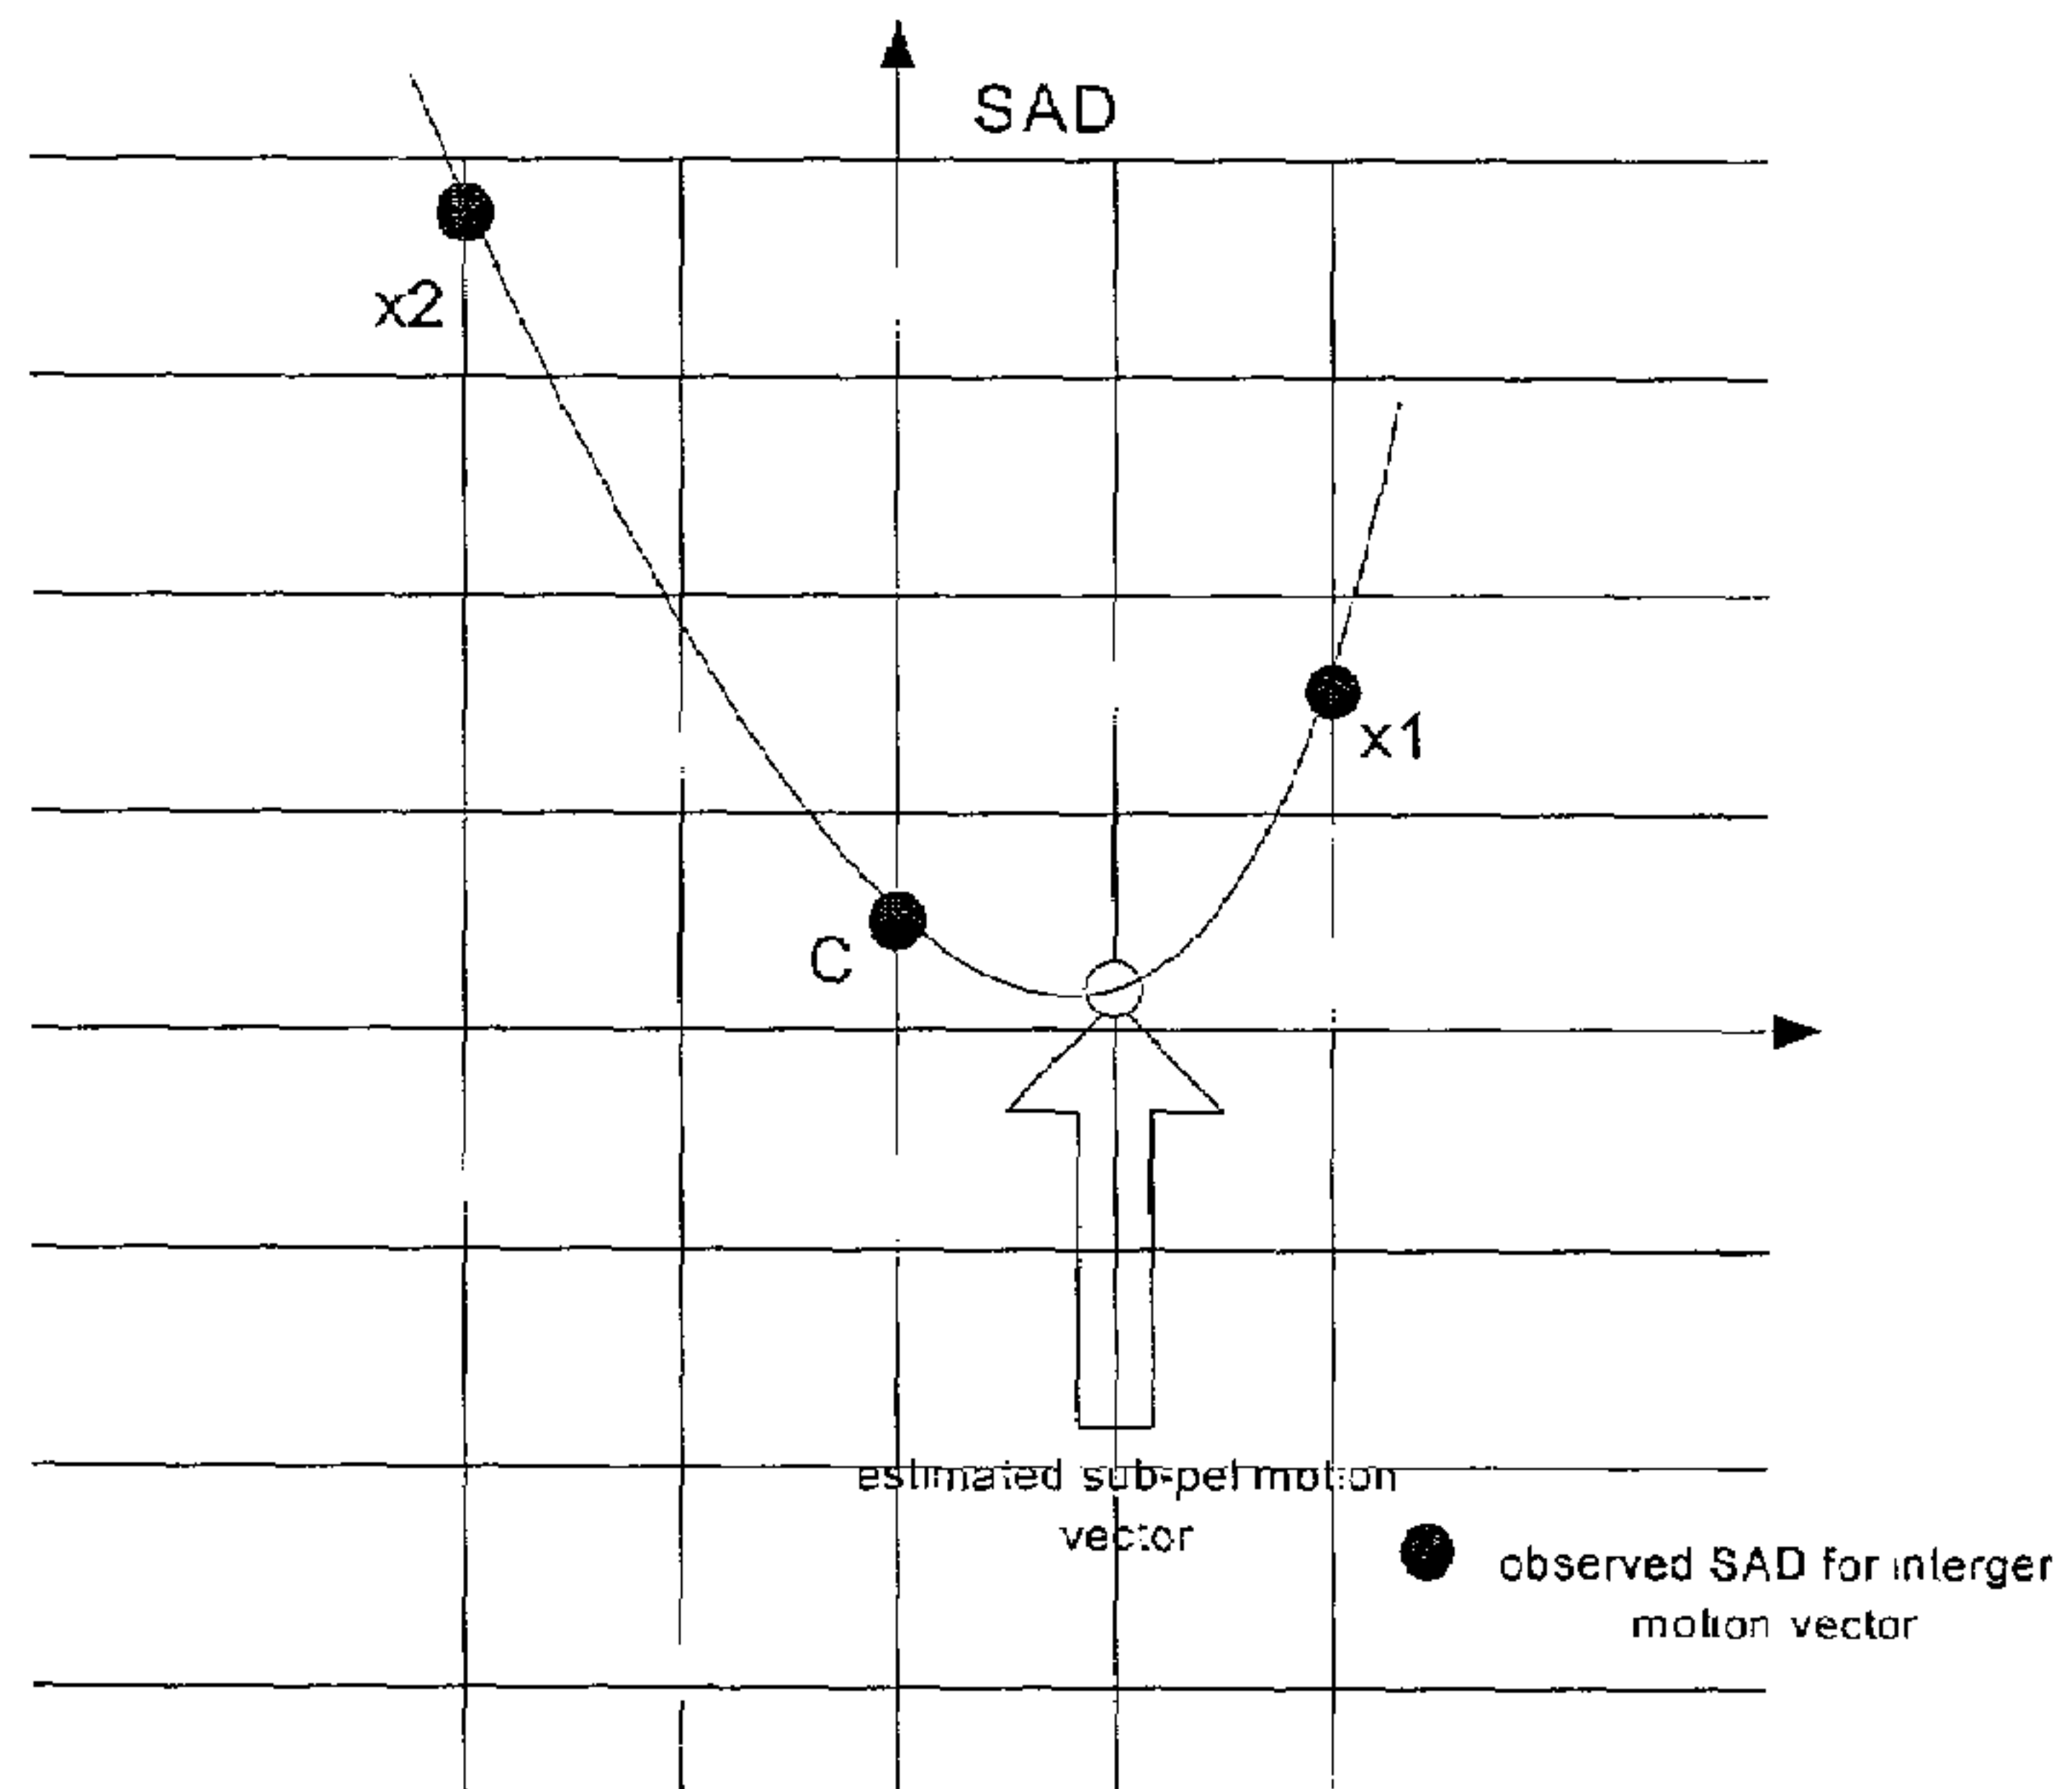 SAD
x2
x1
C
estimated sub-pel motion
vector
observed SAD for interger
motion vector